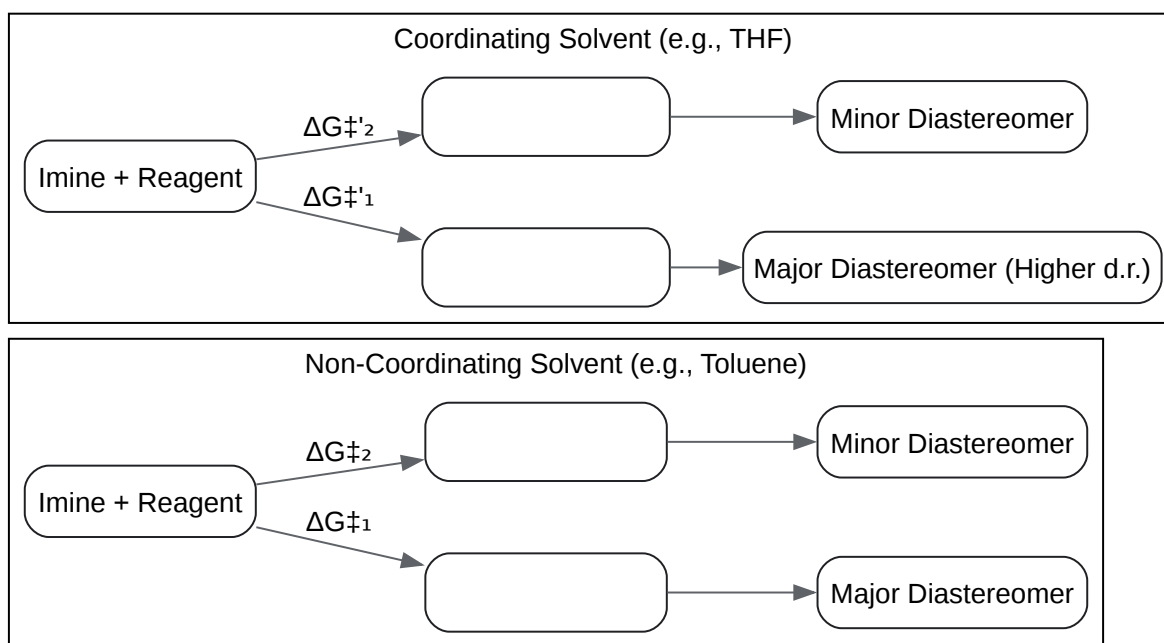 Coordinating Solvent (e.g., THF)
ΔG‡'₂
Minor Diastereomer
Imine + Reagent
ΔG‡'₁
Major Diastereomer (Higher d.r.)
Non-Coordinating Solvent (e.g., Toluene)
ΔG‡₂
Minor Diastereomer
Imine + Reagent
ΔG‡₁
Major Diastereomer